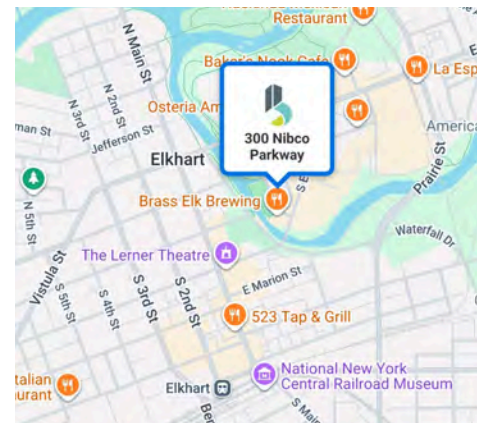 Restaurant
N Main St
Baker's Nook Cafe
La Esp
N 2nd St
N 3rd St
Osteria Am
300 Nibco
Parkway
America
man St
Jefferson St
Elkhart
Prairie St
S E
Brass Elk Brewing
N 5th St
Waterfall Dr
The Lerner Theatre
Vistula St
E Marion St
S 5th St
S 4th St
S 3rd St
S 2nd St
523 Tap & Grill
National New York
Central Railroad Museum
talian
urant
Elkhart
S Main
Ber